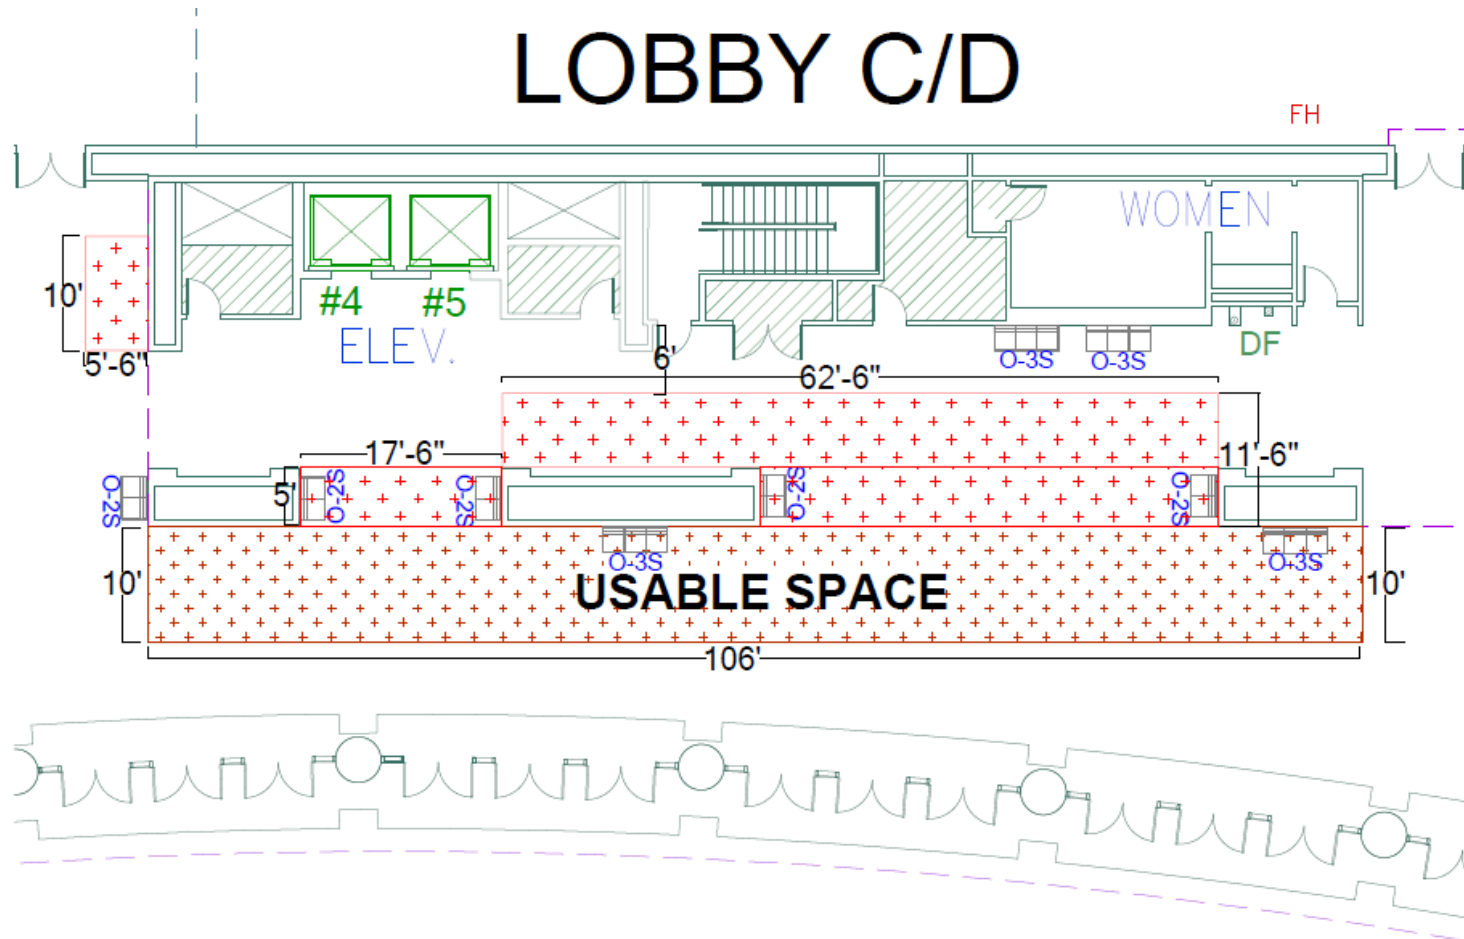 LOBBY C/D
FH
WOMEN
10'
#4
#5
ELEV.
DF
5'-6"
6'
O-3S
O-3S
62'-6"
17'-6"
11'-6"
O-2S
5'
O-2S
O-2S
O-2S
O-2S
O-3S
O-3S
10'
USABLE SPACE
10'
106'